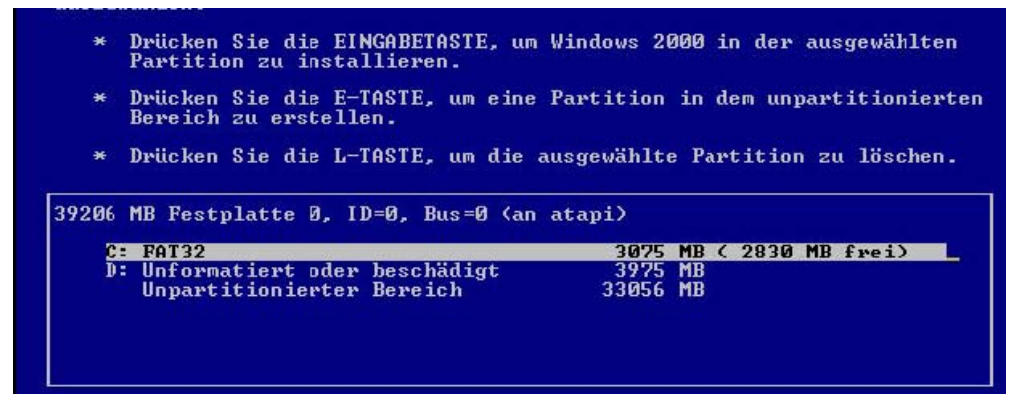 * Drücken Sie die EINGABETASTE, um Windows 2000 in der ausgewählten
Partition zu installieren.
* Drücken Sie die E-TASTE, um eine Partition in dem unpartitionierten
Bereich zu erstellen.
* Drücken Sie die L-TASTE, um die ausgewählte Partition zu löschen.
39206 MB Festplatte 0, ID=0, Bus=0 (an atapi)
C: FAT32 3075 MB ( 2830 MB frei)
D: Unformatiert oder beschädigt 3975 MB
Unpartitionierter Bereich 33056 MB